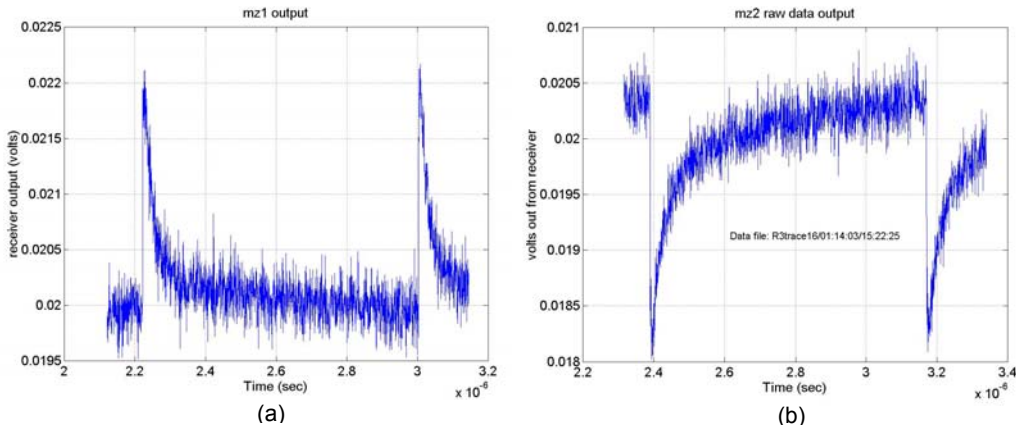 mz1 output
receiver output (volts)
0.0225
0.022
0.0215
0.021
0.0205
0.02
0.0195
2
2.2
2.4
2.6
2.8
3
3.2
Time (sec)
x 10-6
(a)
mz2 raw data output
volts out from receiver
0.021
0.0205
0.02
0.0195
0.019
0.0185
0.018
Data file: R3trace16/01:14:03/15:22:25
2.2
2.4
2.6
2.8
3
3.2
3.4
Time (sec)
x 10-6
(b)